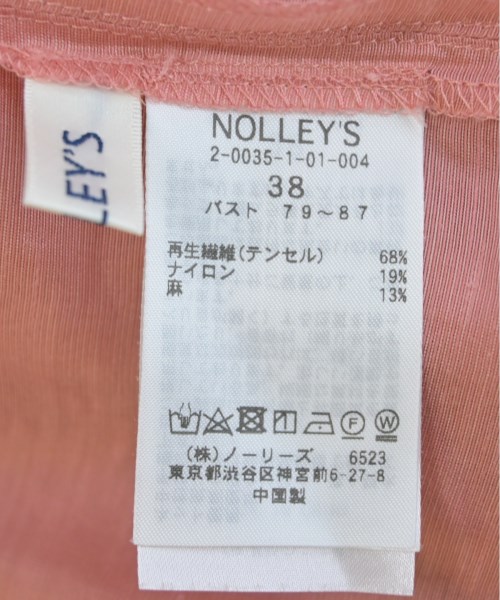 LEY'S
NOLLEY'S
2-0035-1-01-004
38
バスト 79～87
再生繊維(テンセル) 68%
ナイロン 19%
麻 13%
F W
(株)ノーリーズ 6523
東京都渋谷区神宮前6-27-8
中国製